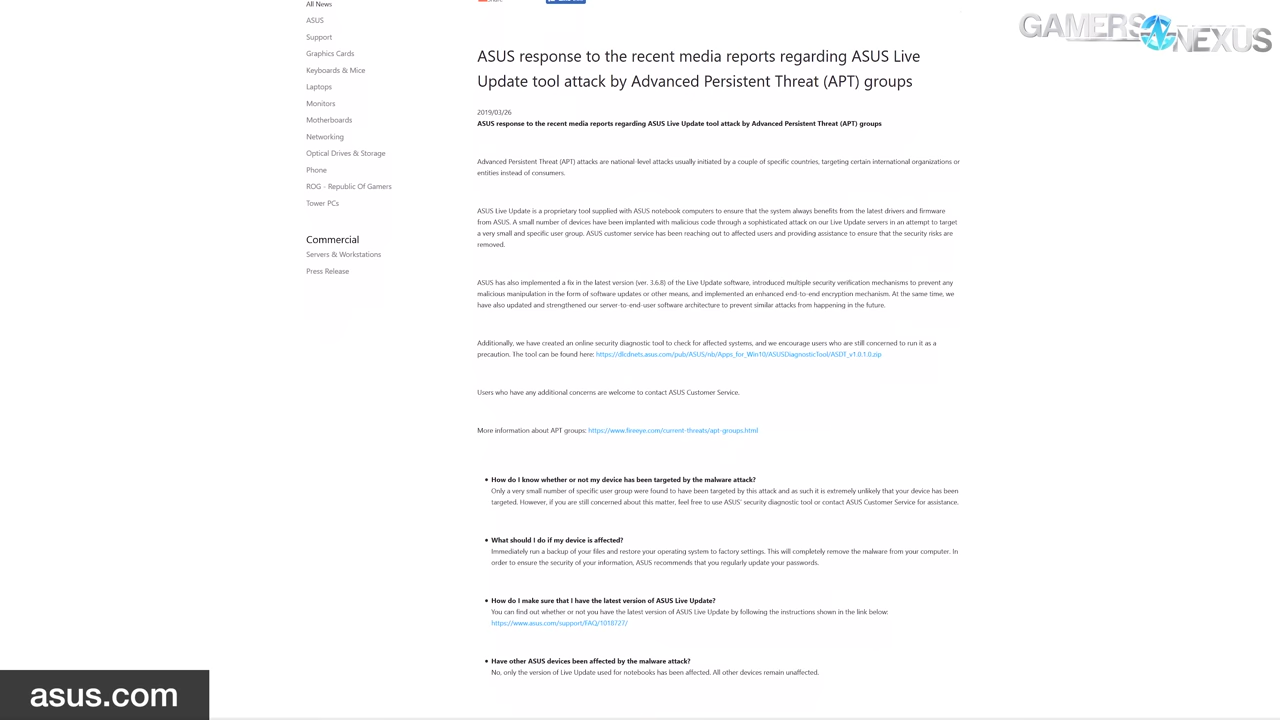 All News
ASUS
Support
Graphics Cards
Keyboards & Mice
Laptops
Monitors
Motherboards
Networking
Optical Drives & Storage
Phone
ROG - Republic Of Gamers
Tower PCs
Commercial
Servers & Workstations
Press Release
GAMERS NEXUS
ASUS response to the recent media reports regarding ASUS Live
Update tool attack by Advanced Persistent Threat (APT) groups
2019/03/26
ASUS response to the recent media reports regarding ASUS Live Update tool attack by Advanced Persistent Threat (APT) groups
Advanced Persistent Threat (APT) attacks are national-level attacks usually initiated by a couple of specific countries, targeting certain international organizations or
entities instead of consumers.
ASUS Live Update is a proprietary tool supplied with ASUS notebook computers to ensure that the system always benefits from the latest drivers and firmware
from ASUS. A small number of devices have been implanted with malicious code through a sophisticated attack on our Live Update servers in an attempt to target
a very small and specific user group. ASUS customer service has been reaching out to affected users and providing assistance to ensure that the security risks are
removed.
ASUS has also implemented a fix in the latest version (ver. 3.6.8) of the Live Update software, introduced multiple security verification mechanisms to prevent any
malicious manipulation in the form of software updates or other means, and implemented an enhanced end-to-end encryption mechanism. At the same time, we
have also updated and strengthened our server-to-end-user software architecture to prevent similar attacks from happening in the future.
Additionally, we have created an online security diagnostic tool to check for affected systems, and we encourage users who are still concerned to run it as a
precaution. The tool can be found here: https://dlcdnets.asus.com/pub/ASUS/nb/Apps_for_Win10/ASUSDiagnosticTool/ASDT_v1.0.1.0.zip
Users who have any additional concerns are welcome to contact ASUS Customer Service.
More information about APT groups: https://www.fireeye.com/current-threats/apt-groups.html
• How do I know whether or not my device has been targeted by the malware attack?
Only a very small number of specific user group were found to have been targeted by this attack and as such it is extremely unlikely that your device has been
targeted. However, if you are still concerned about this matter, feel free to use ASUS' security diagnostic tool or contact ASUS Customer Service for assistance.
• What should I do if my device is affected?
Immediately run a backup of your files and restore your operating system to factory settings. This will completely remove the malware from your computer. In
order to ensure the security of your information, ASUS recommends that you regularly update your passwords.
• How do I make sure that I have the latest version of ASUS Live Update?
You can find out whether or not you have the latest version of ASUS Live Update by following the instructions shown in the link below:
https://www.asus.com/support/FAQ/1018727/
• Have other ASUS devices been affected by the malware attack?
No, only the version of Live Update used for notebooks has been affected. All other devices remain unaffected.
asus.com